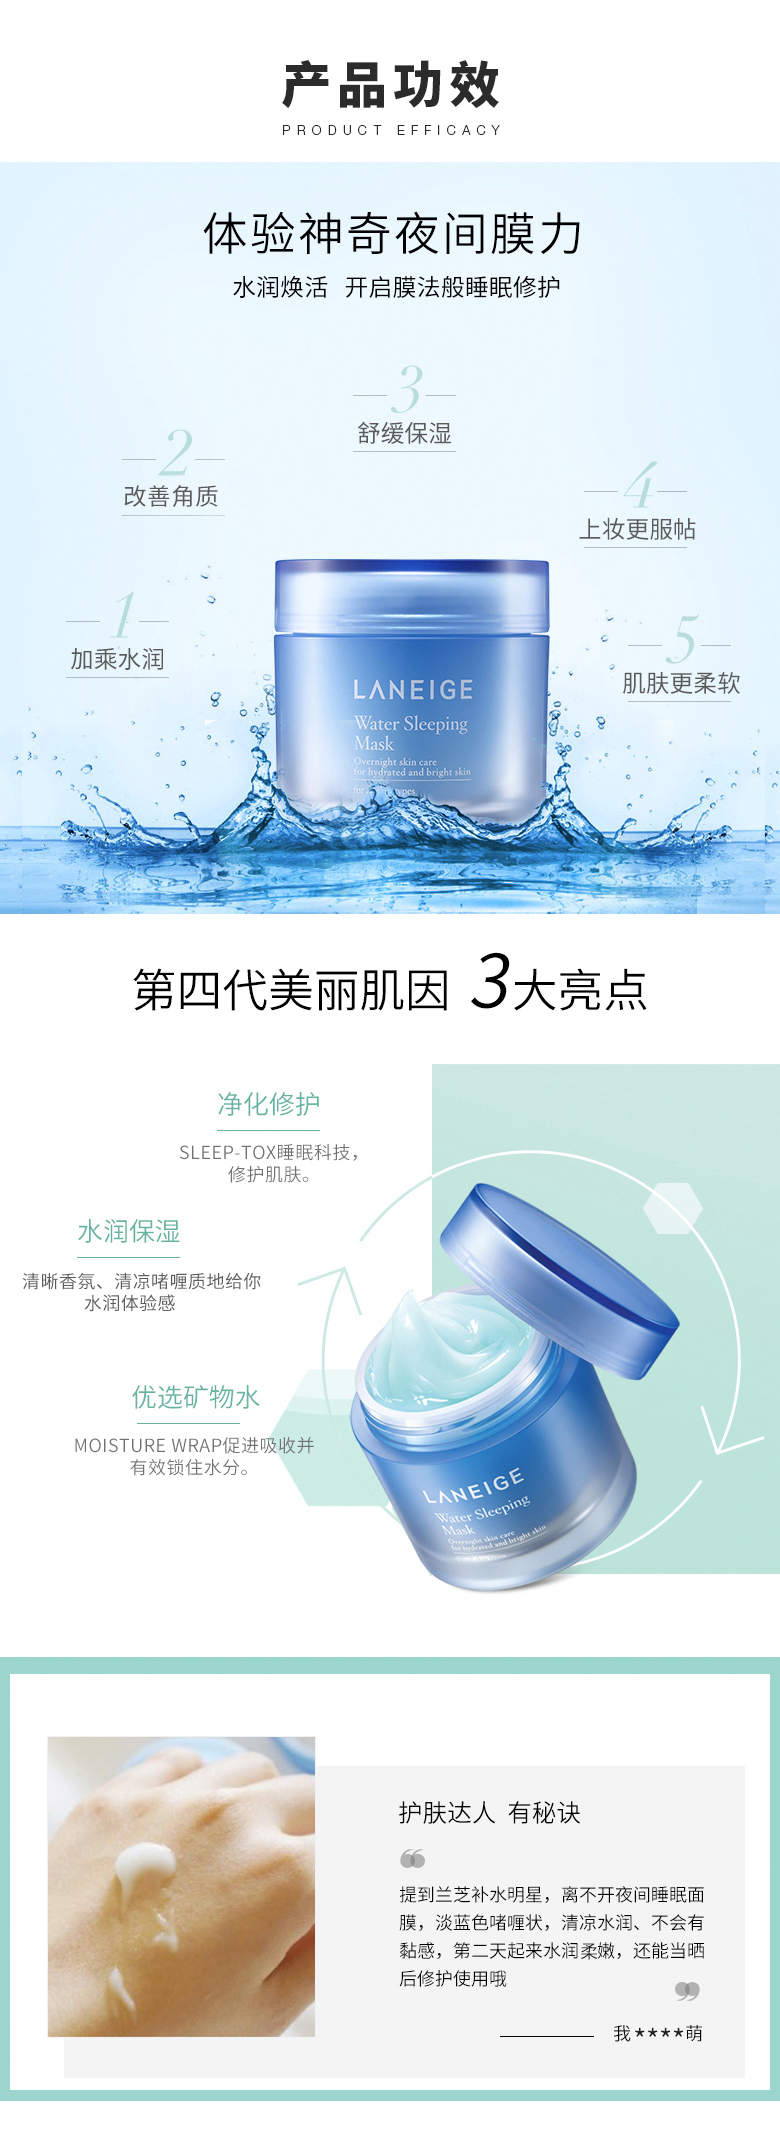 产品功效
PRODUCT EFFICACY
体验神奇夜间膜力
水润焕活 开启膜法般睡眠修护
3
舒缓保湿
2
改善角质
4
上妆更服帖
1
加乘水润
5
肌肤更柔软
LANEIGE
Water Sleeping
Mask
Overnight skin care
for hydrated and bright skin
for types
第四代美丽肌因 3大亮点
净化修护
SLEEP-TOX睡眠科技，
修护肌肤。
水润保湿
清晰香氛、清凉啫喱质地给你
水润体验感
优选矿物水
MOISTURE WRAP促进吸收并
有效锁住水分。
LANEIGE
Water Sleeping
Mask
Overnight skin care
for hydrated and bright skin
护肤达人 有秘诀
“
提到兰芝补水明星，离不开夜间睡眠面
膜，淡蓝色啫喱状，清凉水润、不会有
黏感，第二天起来水润柔嫩，还能当晒
后修护使用哦
”
我****萌